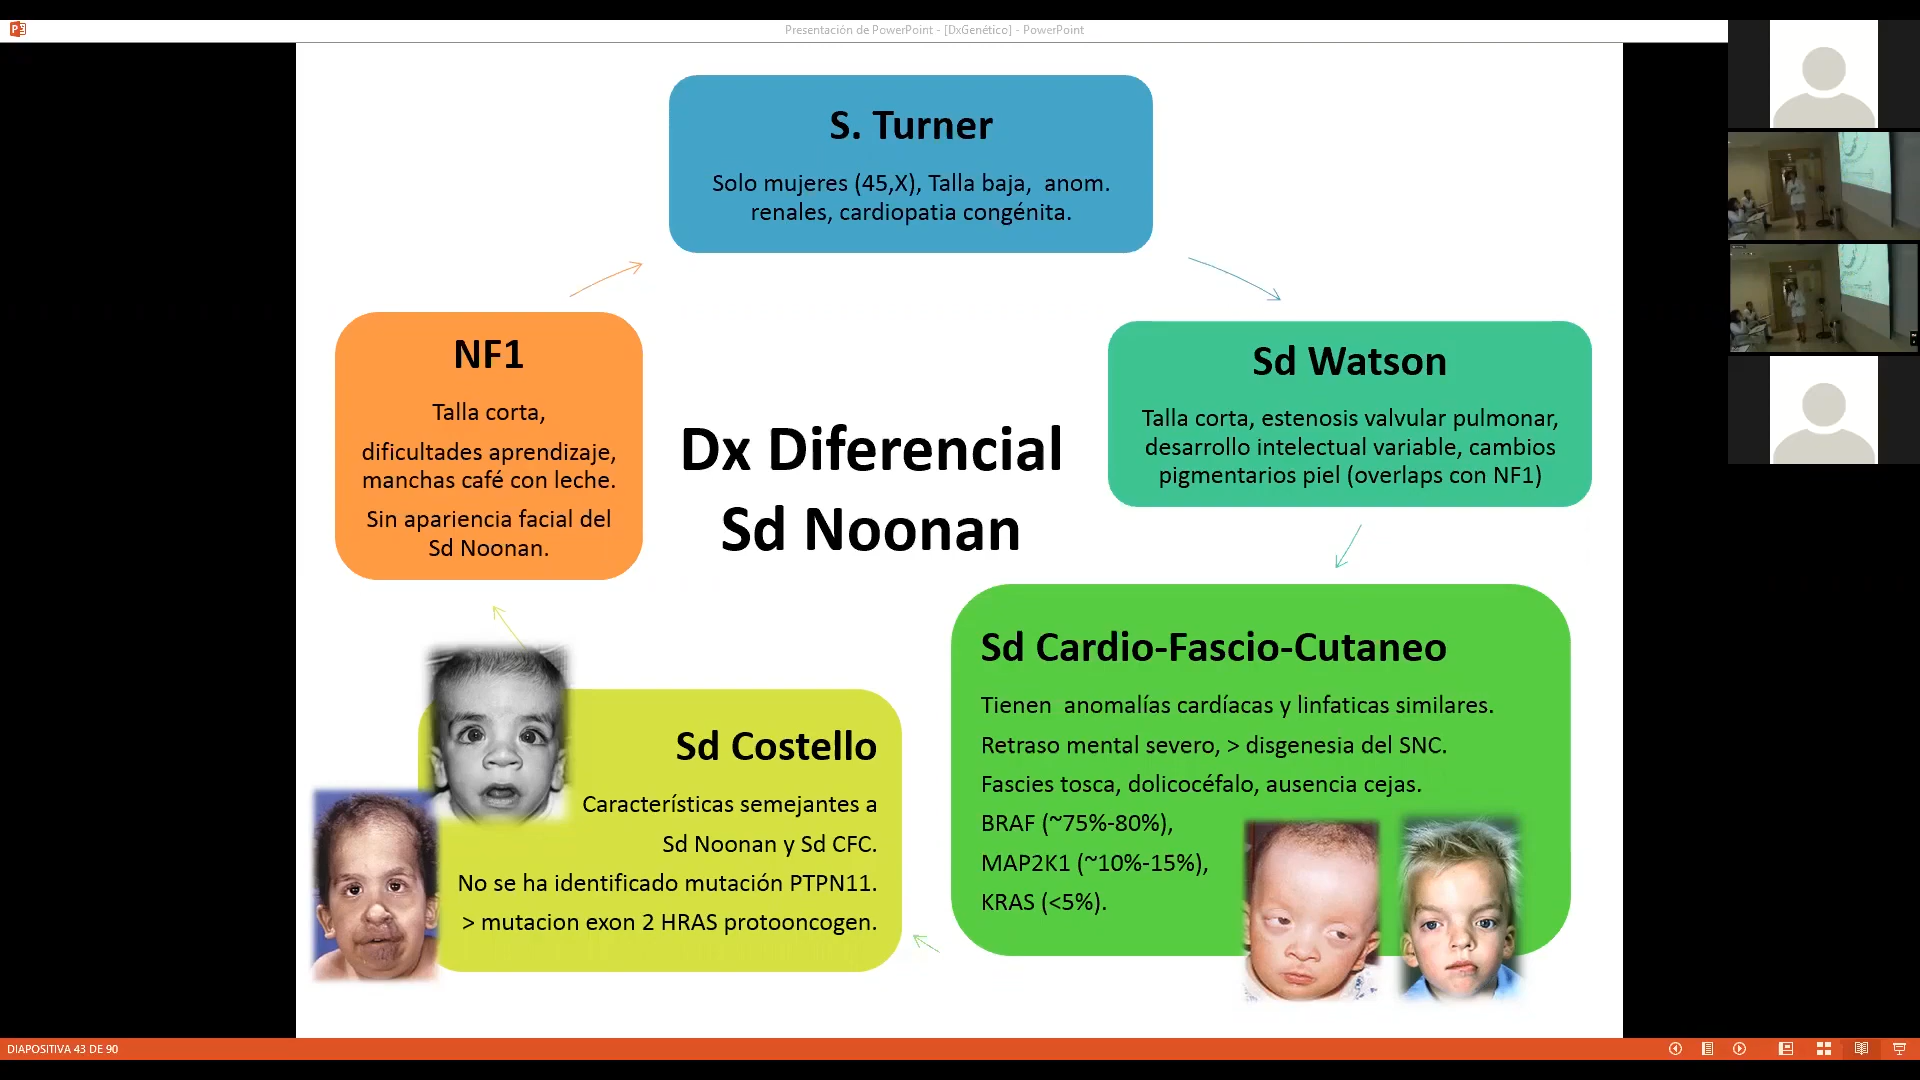 Presentación de PowerPoint - [DxGenético] - PowerPoint
S. Turner
Solo mujeres (45,X), Talla baja,  anom.
renales, cardiopatia congénita.
NF1
Talla corta,
dificultades aprendizaje,
manchas café con leche.
Sin apariencia facial del
Sd Noonan.
Dx Diferencial
Sd Noonan
Sd Watson
Talla corta, estenosis valvular pulmonar,
desarrollo intelectual variable, cambios
pigmentarios piel (overlaps con NF1)
Sd Cardio-Fascio-Cutaneo
Tienen  anomalías cardíacas y linfaticas similares.
Retraso mental severo, > disgenesia del SNC.
Fascies tosca, dolicocéfalo, ausencia cejas.
BRAF (~75%-80%),
MAP2K1 (~10%-15%),
KRAS (<5%).
Sd Costello
Características semejantes a
Sd Noonan y Sd CFC.
No se ha identificado mutación PTPN11.
> mutacion exon 2 HRAS protooncogen.
DIAPOSITIVA 43 DE 90